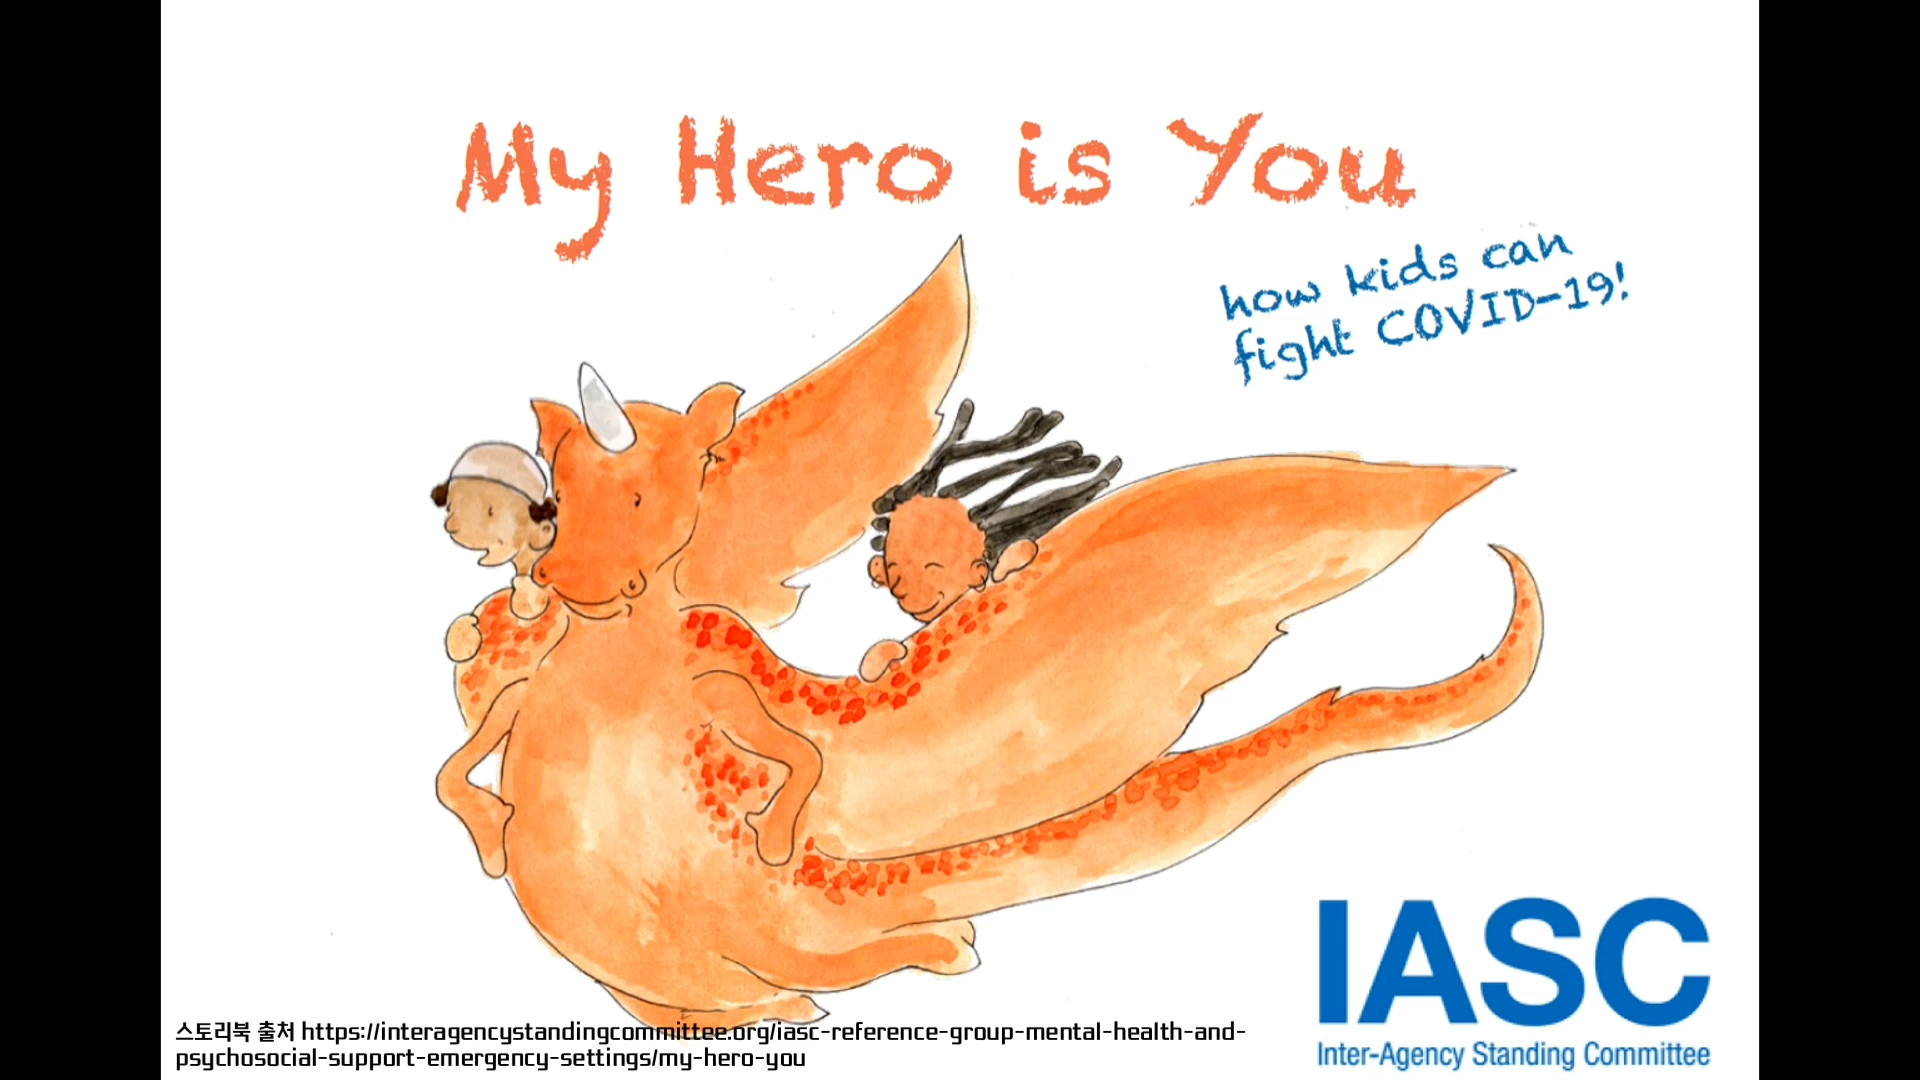 My Hero is You
how kids can
fight COVID-19!
IASC
Inter-Agency Standing Committee
스토리북 출처 https://interagencystandingcommittee.org/iasc-reference-group-mental-health-and-
psychosocial-support-emergency-settings/my-hero-you